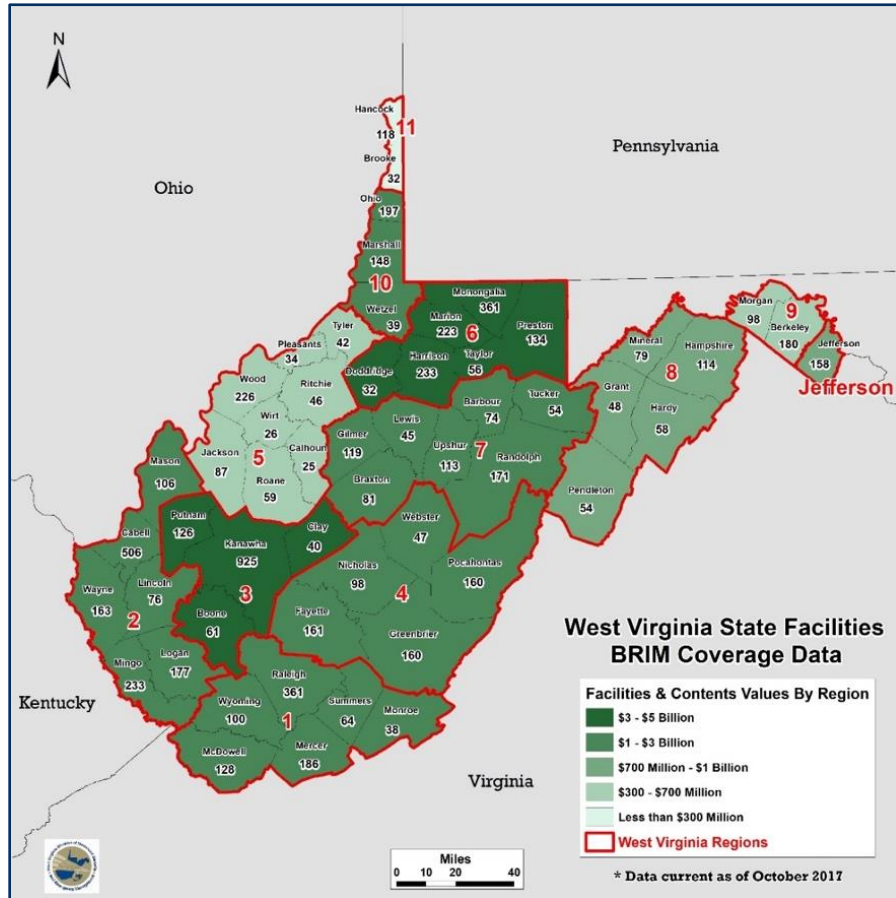 N
Hancock
118
11
Brooke
32
Pennsylvania
Ohio
Ohio
197
Marshall
148
10
Wetzel
39
Monongalia
361
Marion
223
6
Preston
134
Harrison
233
Taylor
56
Doddridge
32
Tyler
42
Pleasants
34
Wood
226
Ritchie
46
Wirt
26
Jackson
87
5
Calhoun
25
Roane
59
Morgan
98
9
Berkeley
180
Jefferson
158
Jefferson
Mineral
79
Hampshire
114
8
Grant
48
Hardy
58
Pendleton
54
Barbour
74
Tucker
54
Lewis
45
Gilmer
119
Upshur
113
7
Randolph
171
Braxton
81
Mason
106
Putnam
126
Cabell
506
Kanawha
925
Clay
40
3
Boone
61
Wayne
163
Lincoln
76
2
Logan
177
Mingo
233
Webster
47
Nicholas
98
Pocahontas
160
4
Fayette
161
Greenbrier
160
Raleigh
361
Wyoming
100
1
Summers
64
Monroe
38
Mercer
186
McDowell
128
Kentucky
Virginia
West Virginia State Facilities
BRIM Coverage Data
Facilities & Contents Values By Region
$3 - $5 Billion
$1 - $3 Billion
$700 Million - $1 Billion
$300 - $700 Million
Less than $300 Million
West Virginia Regions
* Data current as of October 2017
Miles
0 10 20 40